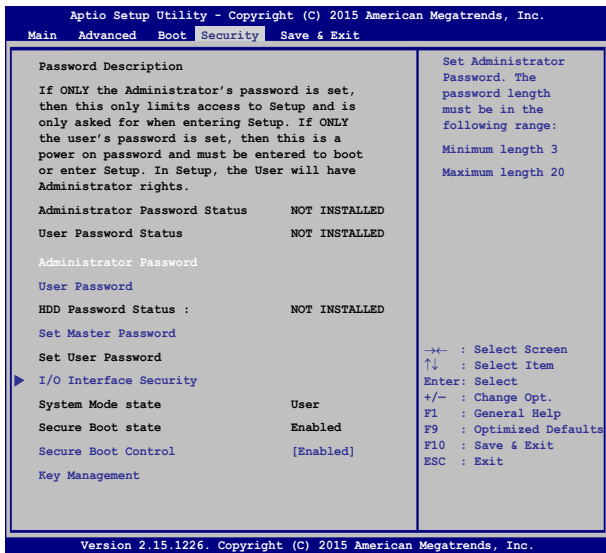 Aptio Setup Utility - Copyright (C) 2015 American Megatrends, Inc.
Main Advanced Boot Security Save & Exit
Password Description
If ONLY the Administrator's password is set,
then this only limits access to Setup and is
only asked for when entering Setup. If ONLY
the user's password is set, then this is a
power on password and must be entered to boot
or enter Setup. In Setup, the User will have
Administrator rights.
Administrator Password Status NOT INSTALLED
User Password Status NOT INSTALLED
Administrator Password
User Password
HDD Password Status : NOT INSTALLED
Set Master Password
Set User Password
I/O Interface Security
System Mode state User
Secure Boot state Enabled
Secure Boot Control [Enabled]
Key Management
Set Administrator
Password. The
password length
must be in the
following range:
Minimum length 3
Maximum length 20
→← : Select Screen
↑↓ : Select Item
Enter: Select
+/— : Change Opt.
F1 : General Help
F9 : Optimized Defaults
F10 : Save & Exit
ESC : Exit
Version 2.15.1226. Copyright (C) 2015 American Megatrends, Inc.